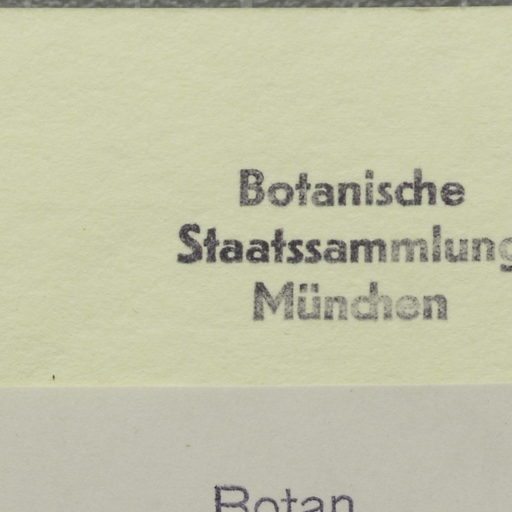 Botanische
Staatssammlung
München
Botan